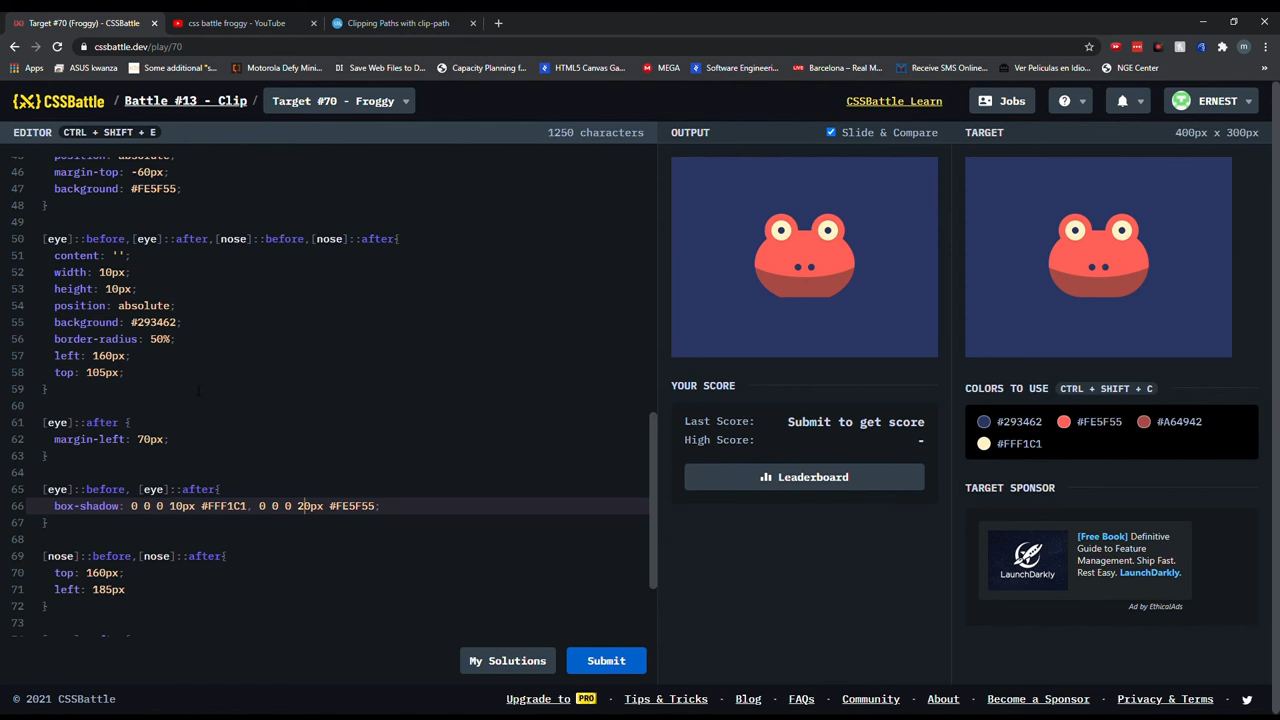 Target #70 (Froggy) - CSSBattle
css battle froggy - YouTube
Clipping Paths with clip-path
cssbattle.dev/play/70
Apps
ASUS kwanza
Some additional "s...
Motorola Defy Mini...
Save Web Files to D...
Capacity Planning f...
HTML5 Canvas Ga...
MEGA
Software Engineeri...
Barcelona – Real M...
Receive SMS Online...
Ver Peliculas en Idio...
NGE Center
CSSBattle / Battle #13 - Clip / Target #70 - Froggy
CSSBattle Learn
Jobs
ERNEST
EDITOR CTRL + SHIFT + E 1250 characters
OUTPUT Slide & Compare
TARGET 400px x 300px
45 position: absolute;
46 margin-top: -60px;
47 background: #FE5F55;
48 }
49
50 [eye]::before,[eye]::after,[nose]::before,[nose]::after{
51 content: '';
52 width: 10px;
53 height: 10px;
54 position: absolute;
55 background: #293462;
56 border-radius: 50%;
57 left: 160px;
58 top: 105px;
59 }
60
61 [eye]::after {
62 margin-left: 70px;
63 }
64
65 [eye]::before, [eye]::after{
66 box-shadow: 0 0 0 10px #FFF1C1, 0 0 0 20px #FE5F55;
67 }
68
69 [nose]::before,[nose]::after{
70 top: 160px;
71 left: 185px
72 }
73
YOUR SCORE
Last Score: Submit to get score
High Score: -
Leaderboard
COLORS TO USE CTRL + SHIFT + C
#293462 #FE5F55 #A64942
#FFF1C1
TARGET SPONSOR
LaunchDarkly
[Free Book] Definitive
Guide to Feature
Management. Ship Fast.
Rest Easy. LaunchDarkly.
Ad by EthicalAds
My Solutions
Submit
© 2021 CSSBattle
Upgrade to PRO
Tips & Tricks
Blog
FAQs
Community
About
Become a Sponsor
Privacy & Terms